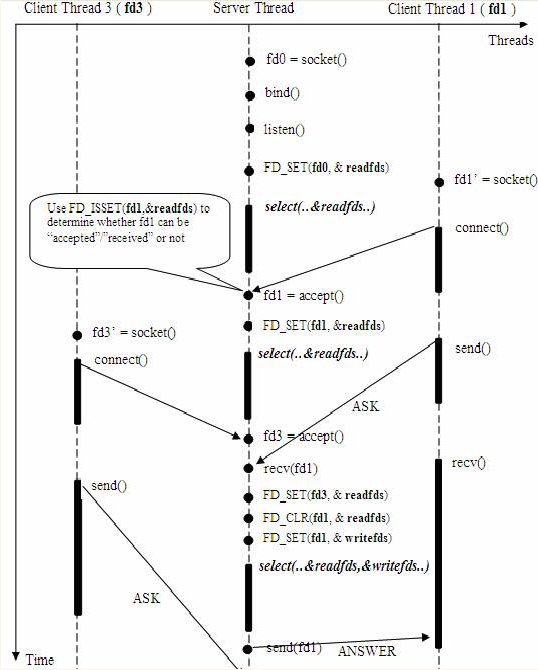 Client Thread 3 ( fd3)
Server Thread
Client Thread 1 ( fd1)
Threads
fd0 = socket()
bind()
listen()
FD_SET(fd0, & readfds)
fd1’ = socket()
Use FD_ISSET(fd1,&readfds) to
determine whether fd1 can be
“accepted”/”received” or not
select(..&readfds..)
connect()
fd1 = accept()
FD_SET(fd1, &readfds)
fd3’ = socket()
connect()
select(..&readfds..)
send()
ASK
fd3 = accept()
recv(fd1)
recv()
send()
FD_SET(fd3, & readfds)
FD_CLR(fd1, & readfds)
FD_SET(fd1, & writefds)
select(..&readfds,&writefds..)
ASK
send(fd1)
ANSWER
Time